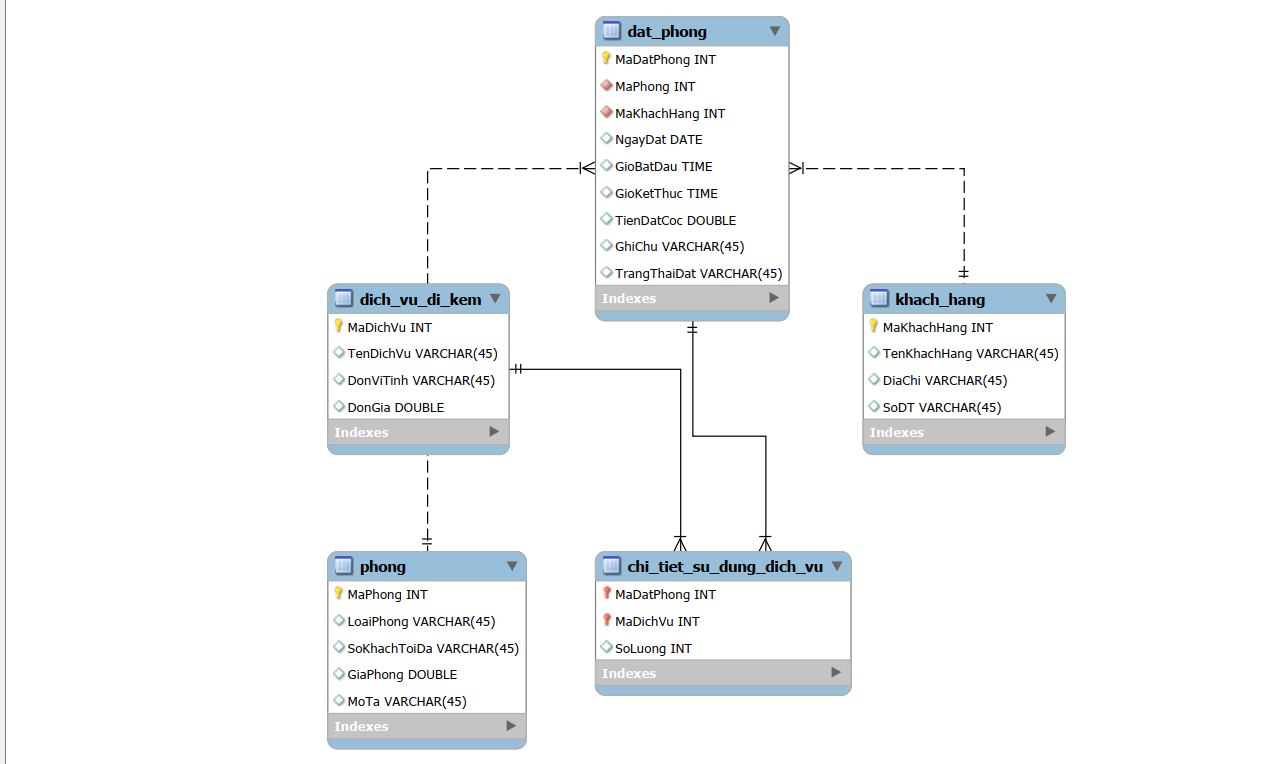 dat_phong
MaDatPhong INT
MaPhong INT
MaKhachHang INT
NgayDat DATE
GioBatDau TIME
GioKetThuc TIME
TienDatCoc DOUBLE
GhiChu VARCHAR(45)
TrangThaiDat VARCHAR(45)
Indexes
dich_vu_di_kem
MaDichVu INT
TenDichVu VARCHAR(45)
DonViTinh VARCHAR(45)
DonGia DOUBLE
Indexes
khach_hang
MaKhachHang INT
TenKhachHang VARCHAR(45)
DiaChi VARCHAR(45)
SoDT VARCHAR(45)
Indexes
phong
MaPhong INT
LoaiPhong VARCHAR(45)
SoKhachToiDa VARCHAR(45)
GiaPhong DOUBLE
MoTa VARCHAR(45)
Indexes
chi_tiet_su_dung_dich_vu
MaDatPhong INT
MaDichVu INT
SoLuong INT
Indexes